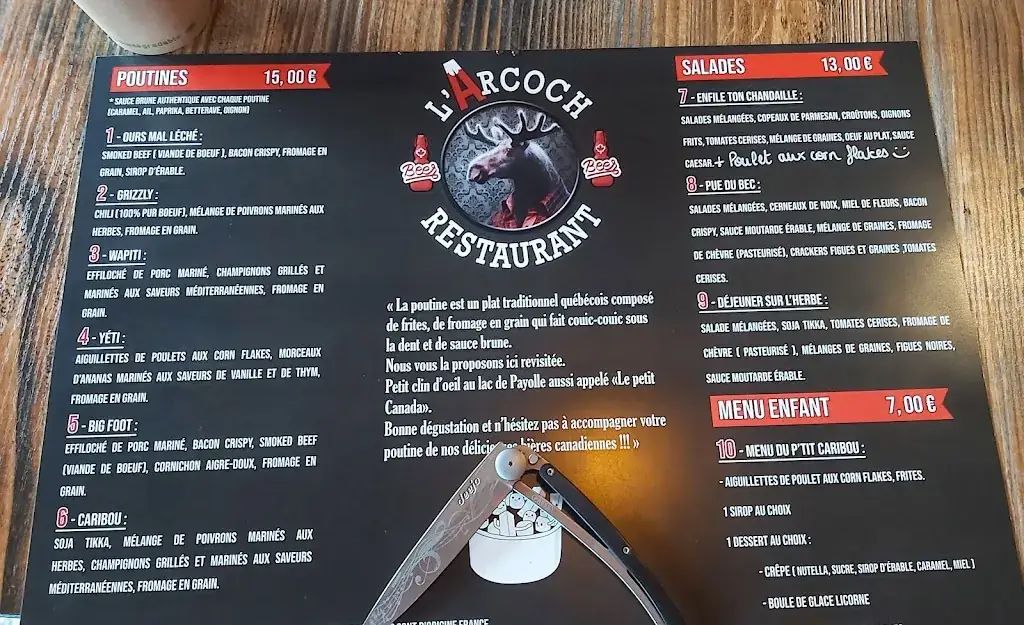 POUTINES 15,00 €
* SAUCE BRUNE AUTHENTIQUE AVEC CHAQUE POUTINE
(CARAMEL, AIL, PAPRIKA, BETTERAVE, OIGNON)
1 - OURS MAL LÉCHÉ :
SMOKED BEEF ( VIANDE DE BOEUF ), BACON CRISPY, FROMAGE EN
GRAIN, SIROP D'ÉRABLE.
2 - GRIZZLY :
CHILI (100% PUR BOEUF), MÉLANGE DE POIVRONS MARINÉS AUX
HERBES, FROMAGE EN GRAIN.
3 - WAPITI :
EFFILOCHÉ DE PORC MARINÉ, CHAMPIGNONS GRILLÉS ET
MARINÉS AUX SAVEURS MÉDITERRANÉENNES, FROMAGE EN
GRAIN.
4 - YÉTI :
AIGUILLETTES DE POULETS AUX CORN FLAKES, MORCEAUX
D'ANANAS MARINÉS AUX SAVEURS DE VANILLE ET DE THYM,
FROMAGE EN GRAIN.
5 - BIG FOOT :
EFFILOCHÉ DE PORC MARINÉ, BACON CRISPY, SMOKED BEEF
(VIANDE DE BOEUF), CORNICHON AIGRE-DOUX, FROMAGE EN
GRAIN.
6 - CARIBOU :
SOJA TIKKA, MÉLANGE DE POIVRONS MARINÉS AUX
HERBES, CHAMPIGNONS GRILLÉS ET MARINÉS AUX SAVEURS
MÉDITERRANÉENNES, FROMAGE EN GRAIN.
L'ARCOCH
Beer
Beer
RESTAURANT
« La poutine est un plat traditionnel québécois composé
de frites, de fromage en grain qui fait couic-couic sous
la dent et de sauce brune.
Nous vous la proposons ici revisitée.
Petit clin d'oeil au lac de Payolle aussi appelé «Le petit
Canada».
Bonne dégustation et n'hésitez pas à accompagner votre
poutine de nos bières canadiennes !!! »
deejo
D'ORIGINE FRANCE
SALADES 13,00 €
7 - ENFILE TON CHANDAILLE :
SALADES MÉLANGÉES, COPEAUX DE PARMESAN, CROÛTONS, OIGNONS
FRITS, TOMATES CERISES, MÉLANGE DE GRAINES, OEUF AU PLAT, SAUCE
CAESAR. + Poulet aux corn flakes
8 - PUE DU BEC :
SALADES MÉLANGÉES, CERNEAUX DE NOIX, MIEL DE FLEURS, BACON
CRISPY, SAUCE MOUTARDE ÉRABLE, MÉLANGE DE GRAINES, FROMAGE
DE CHÈVRE (PASTEURISÉ), CRACKERS FIGUES ET GRAINES ,TOMATES
CERISES.
9 - DÉJEUNER SUR L'HERBE :
SALADE MÉLANGÉES, SOJA TIKKA, TOMATES CERISES, FROMAGE DE
CHÈVRE ( PASTEURISÉ ), MÉLANGES DE GRAINES, FIGUES NOIRES,
SAUCE MOUTARDE ÉRABLE.
MENU ENFANT 7,00 €
10 - MENU DU P'TIT CARIBOU :
- AIGUILLETTES DE POULET AUX CORN FLAKES, FRITES.
1 SIROP AU CHOIX
1 DESSERT AU CHOIX :
- CRÊPE ( NUTELLA, SUCRE, SIROP D'ÉRABLE, CARAMEL, MIEL )
- BOULE DE GLACE LICORNE